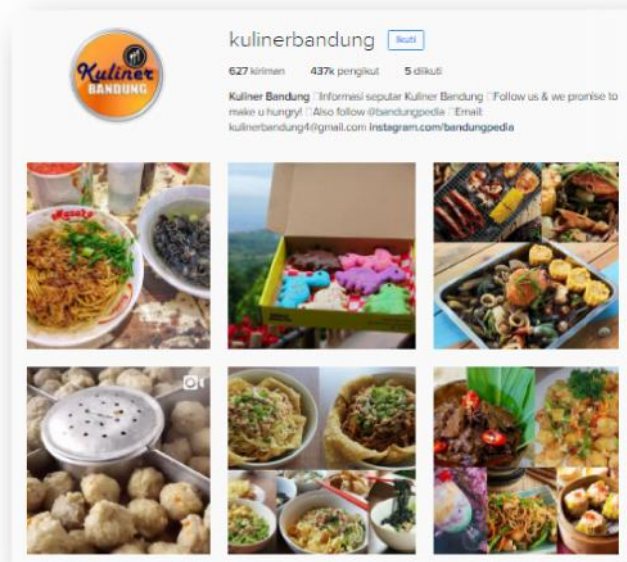 kulinerbandung Ikuti
627 kiriman 437k pengikut 5 diikuti
Kuliner Bandung Informasi seputar Kuliner Bandung Follow us & we promise to
make u hungry! Also follow @bandungpedia Email:
kulinerbandung4@gmail.com instagram.com/bandungpedia
Kuliner
BANDUNG
Masako